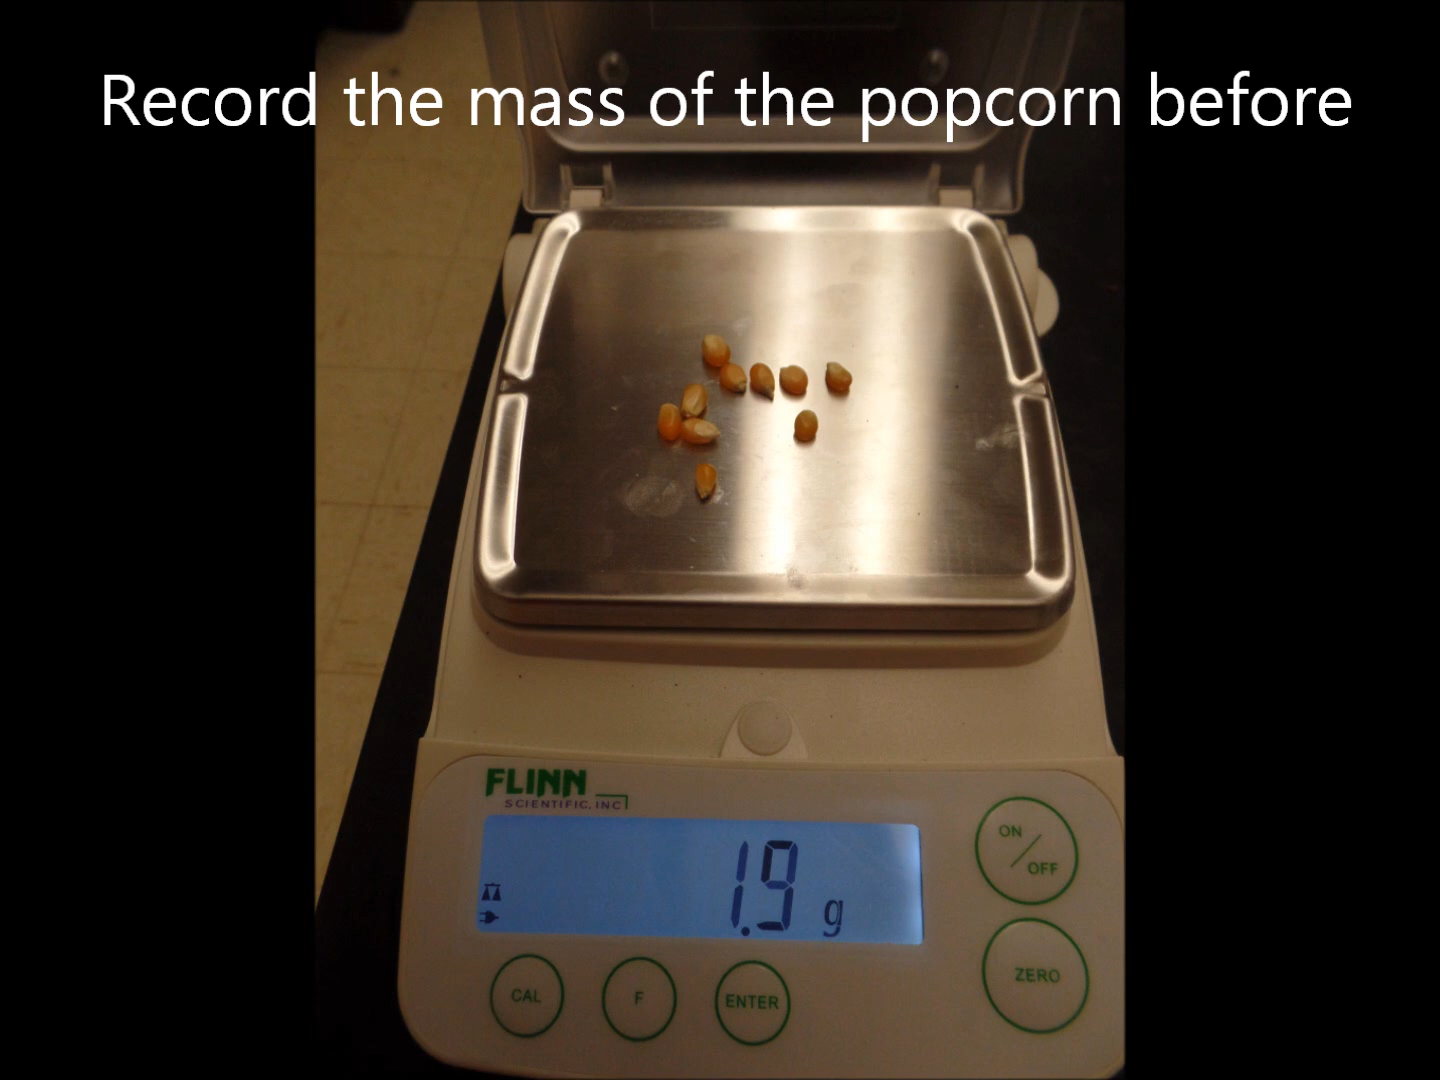 Record the mass of the popcorn before
FLINN
SCIENTIFIC, INC
1.9 g
ON
OFF
ZERO
CAL
F
ENTER